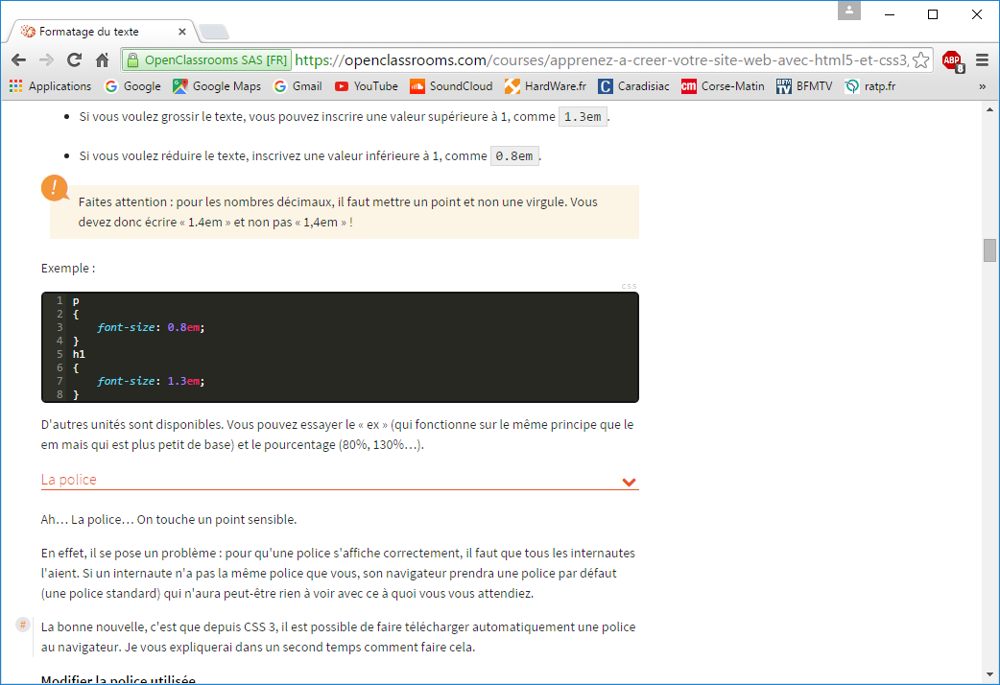 Formatage du texte
OpenClassrooms SAS [FR] https://openclassrooms.com/courses/apprenez-a-creer-votre-site-web-avec-html5-et-css3,
ABP 8
Applications Google Google Maps Gmail YouTube SoundCloud HardWare.fr Caradisiac Corse-Matin BFMTV ratp.fr »
• Si vous voulez grossir le texte, vous pouvez inscrire une valeur supérieure à 1, comme 1.3em.
• Si vous voulez réduire le texte, inscrivez une valeur inférieure à 1, comme 0.8em.
!
Faites attention : pour les nombres décimaux, il faut mettre un point et non une virgule. Vous
devez donc écrire « 1.4em » et non pas « 1,4em » !
Exemple :
css
1 p
2 {
3 font-size: 0.8em;
4 }
5 h1
6 {
7 font-size: 1.3em;
8 }
D'autres unités sont disponibles. Vous pouvez essayer le « ex » (qui fonctionne sur le même principe que le
em mais qui est plus petit de base) et le pourcentage (80%, 130%…).
La police
Ah… La police… On touche un point sensible.
En effet, il se pose un problème : pour qu'une police s'affiche correctement, il faut que tous les internautes
l'aient. Si un internaute n'a pas la même police que vous, son navigateur prendra une police par défaut
(une police standard) qui n'aura peut-être rien à voir avec ce à quoi vous vous attendiez.
# La bonne nouvelle, c'est que depuis CSS 3, il est possible de faire télécharger automatiquement une police
au navigateur. Je vous expliquerai dans un second temps comment faire cela.
Modifier la police utilisée